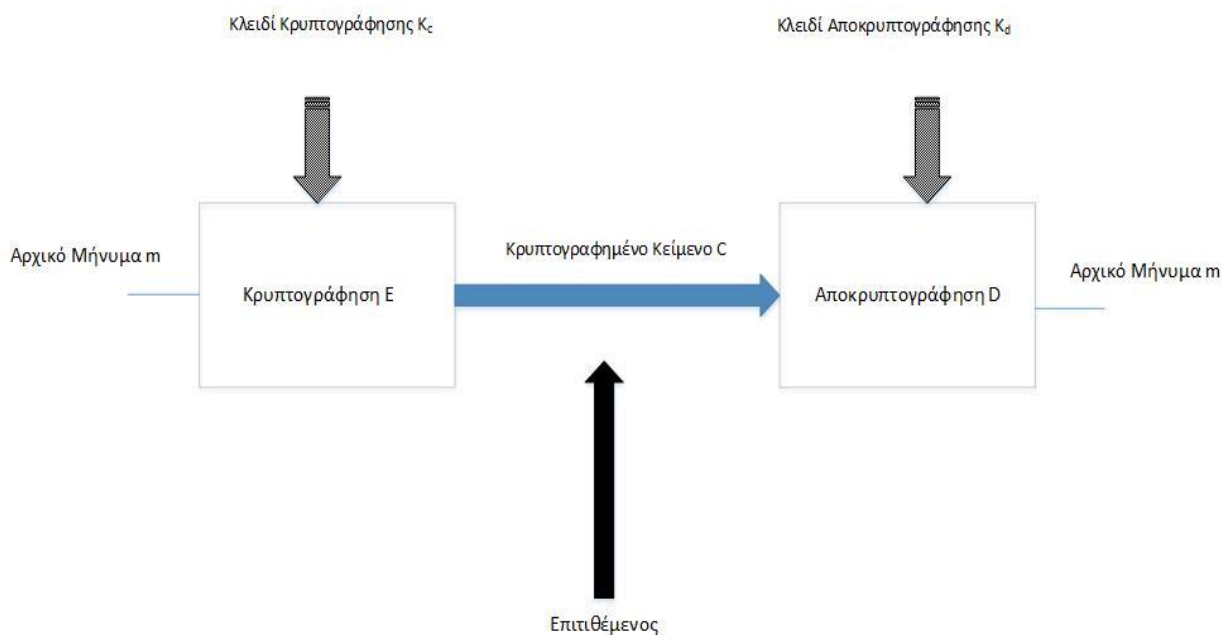 Κλειδί Κρυπτογράφησης Kc
Κλειδί Αποκρυπτογράφησης Kd
Αρχικό Μήνυμα m
Κρυπτογράφηση E
Κρυπτογραφημένο Κείμενο C
Αποκρυπτογράφηση D
Αρχικό Μήνυμα m
Επιτιθέμενος